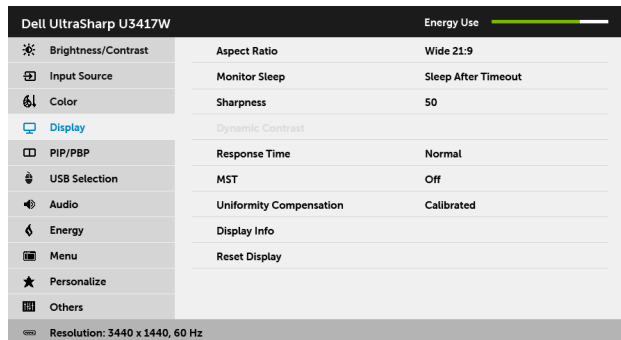 Dell UltraSharp U3417W Energy Use
Brightness/Contrast Aspect Ratio Wide 21:9
Input Source Monitor Sleep Sleep After Timeout
Color Sharpness 50
Display Dynamic Contrast
PIP/PBP Response Time Normal
USB Selection MST Off
Audio Uniformity Compensation Calibrated
Energy Display Info
Menu Reset Display
Personalize
Others
Resolution: 3440 x 1440, 60 Hz